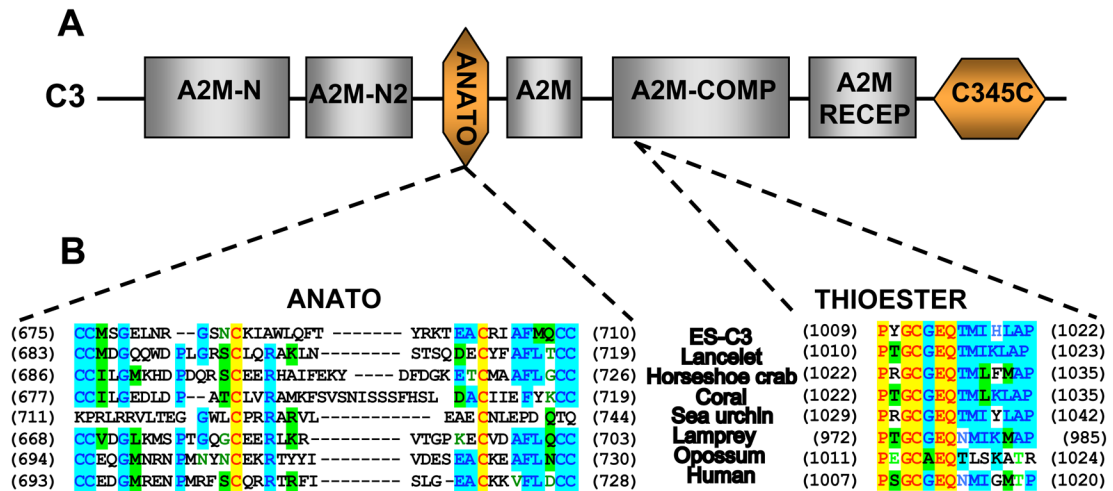 A
C3 A2M-N A2M-N2 ANATO A2M A2M-COMP A2M RECEP C345C
B
ANATO THIOESTER
(675) CCMSGELNR--GSNCKIAWLQFT-------YRKTEACRIAFMQCC (710) ES-C3 (1009) PYGCGEQTMIHLAP (1022)
(683) CCMDGQQWDPLGRSCLQRAKLN--------STSQDECYFAFLTCC (719) Lancelet (1010) PTGCGEQTMIKLAP (1023)
(686) CCILGMKHDPDQRSCEERHAIFEKY----DFDGKETCMAAFLGCC (726) Horseshoe crab (1022) PRGCGEQTMLFMAP (1035)
(677) CCILGEDLDP--ATCLVRAMKFSVSNISSSFHSLDACIIEFYKCC (719) Coral (1022) PTGCGEQTMLKLAP (1035)
(711) KPRLRRVLTEGGWLCPRRARVL--------EAECNLEPDQTQ (744) Sea urchin (1029) PRGCGEQTMIYLAP (1042)
(668) CCVDGLKMSPTGQGCEERLKR---------VTGPKECVDAFLQCC (703) Lamprey (972) PTGCGEQNMIKMAP (985)
(694) CCEQGMNRNPMNYNCEKRTYYI-------VDESECKEAFLNCC (730) Opossum (1011) PEGCAEQTLSKATR (1024)
(693) CCEDGMRENPMRFSCQRRTRFI-------SLG-EACKKVFLDCC (728) Human (1007) PSGCGEQNMIGMTP (1020)